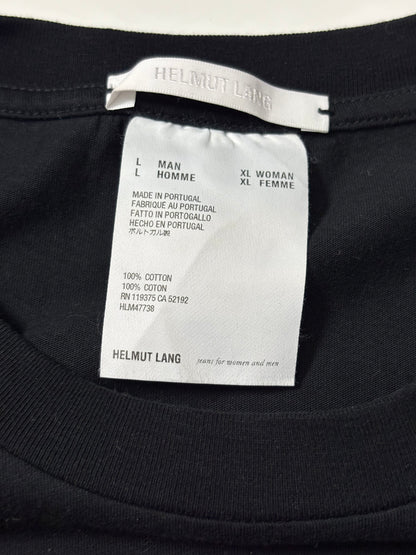 HELMUT LANG
L MAN XL WOMAN
L HOMME XL FEMME
MADE IN PORTUGAL
FABRIQUE AU PORTUGAL
FATTO IN PORTOGALLO
HECHO EN PORTUGAL
ポルトガル製
100% COTTON
100% COTON
RN 119375 CA 52192
HLM47738
HELMUT LANG jeans for women and men